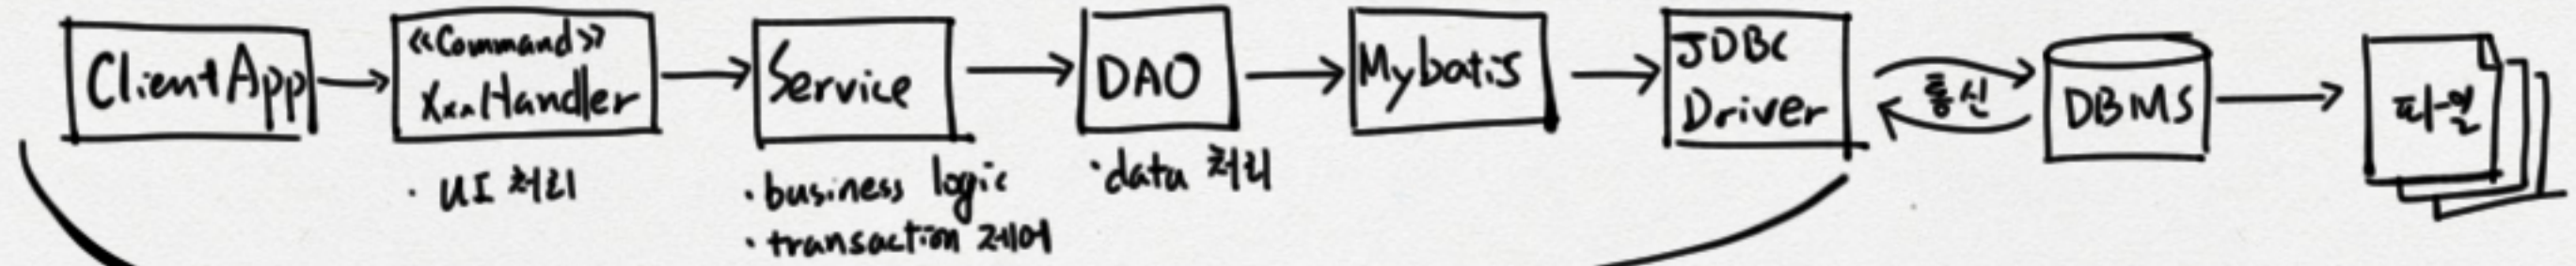 ClientApp
«Command»
XxxHandler
· UI 처리
Service
· business logic
· transaction 제어
DAO
· data 처리
Mybatis
JDBC
Driver
통신
DBMS
파일